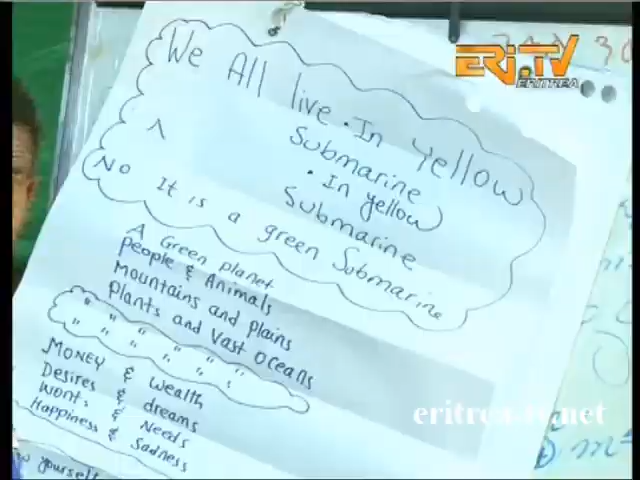 ERi-TV
ERITREA
We All live . In yellow
Submarine
. In yellow
Submarine
No It is a green Submarine
A Green planet
People & Animals
Mountains and plains
Plants and Vast Oceans
" " " " " "
" " " " " "
Money & Wealth
Desires & dreams
Wants & Needs
Happiness & Sadness
yourself
eritrea-tv.net